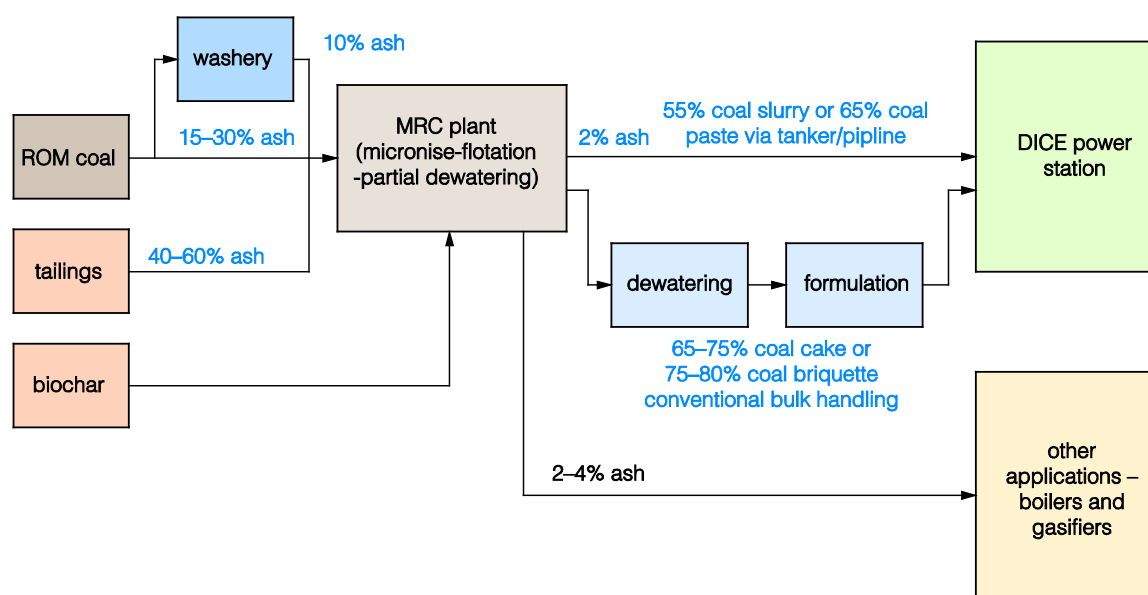 washery
10% ash
ROM coal
15–30% ash
MRC plant
(micronise-flotation
-partial dewatering)
2% ash
55% coal slurry or 65% coal
paste via tanker/pipline
DICE power
station
tailings
40–60% ash
dewatering
formulation
65–75% coal cake or
75–80% coal briquette
conventional bulk handling
biochar
2–4% ash
other
applications –
boilers and
gasifiers